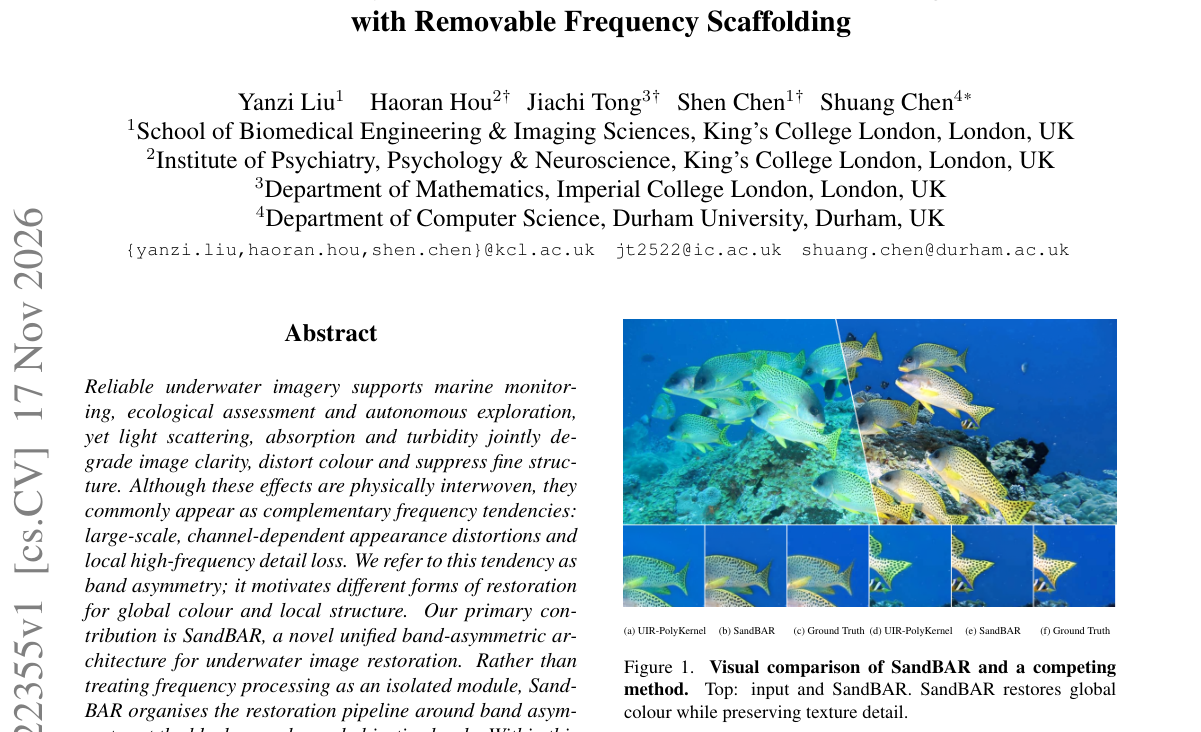 with Removable Frequency Scaffolding
Yanzi Liu1 Haoran Hou2† Jiachi Tong3† Shen Chen1† Shuang Chen4*
1School of Biomedical Engineering & Imaging Sciences, King's College London, London, UK
2Institute of Psychiatry, Psychology & Neuroscience, King's College London, London, UK
3Department of Mathematics, Imperial College London, London, UK
4Department of Computer Science, Durham University, Durham, UK
{yanzi.liu,haoran.hou,shen.chen}@kcl.ac.uk jt2522@ic.ac.uk shuang.chen@durham.ac.uk
22355v1 [cs.CV] 17 Nov 2026
Abstract
Reliable underwater imagery supports marine monitor-
ing, ecological assessment and autonomous exploration,
yet light scattering, absorption and turbidity jointly de-
grade image clarity, distort colour and suppress fine struc-
ture. Although these effects are physically interwoven, they
commonly appear as complementary frequency tendencies:
large-scale, channel-dependent appearance distortions and
local high-frequency detail loss. We refer to this tendency as
band asymmetry; it motivates different forms of restoration
for global colour and local structure. Our primary con-
tribution is SandBAR, a novel unified band-asymmetric ar-
chitecture for underwater image restoration. Rather than
treating frequency processing as an isolated module, Sand-
BAR organises the restoration pipeline around band asym-
(a) UIR-PolyKernel (b) SandBAR (c) Ground Truth (d) UIR-PolyKernel (e) SandBAR (f) Ground Truth
Figure 1. Visual comparison of SandBAR and a competing
method. Top: input and SandBAR. SandBAR restores global
colour while preserving texture detail.